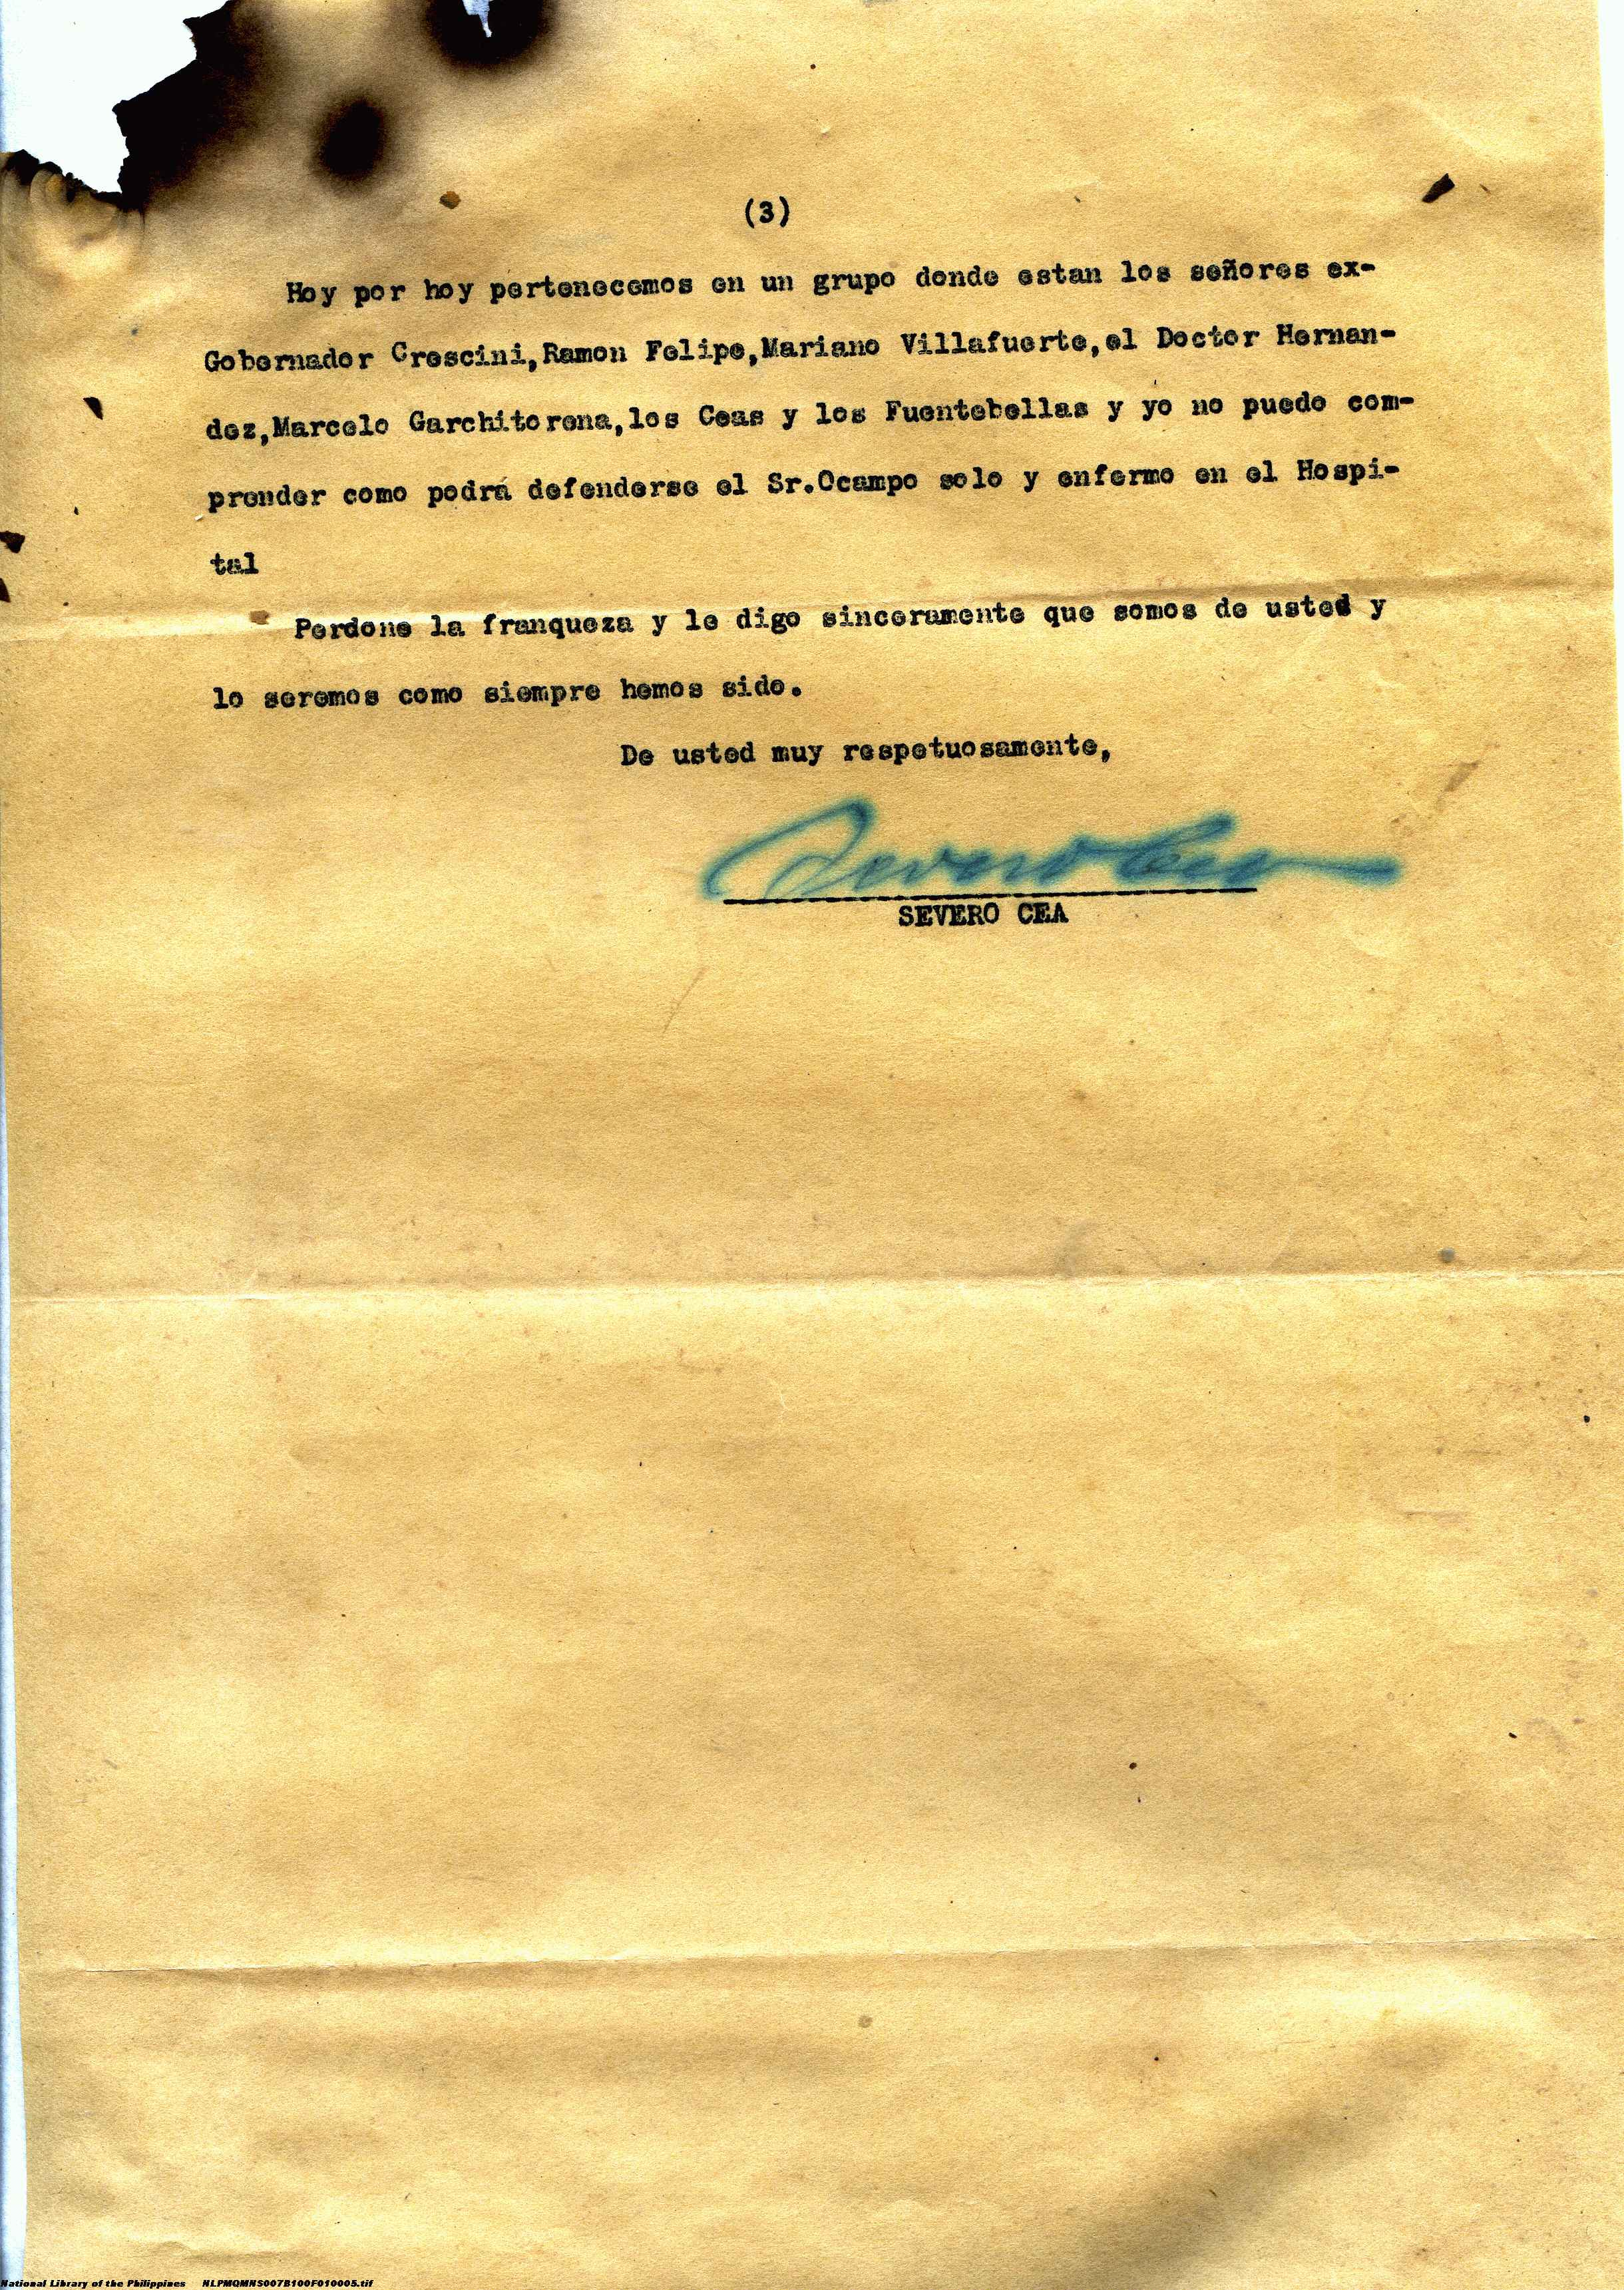 (3)
Hoy por hoy pertenecemos en un grupo donde estan los señores ex-
Gobernador Crescini,Ramon Felipe,Mariano Villafuerte,el Doctor Hernan-
dez,Marcelo Garchitorena,los Ceas y los Fuentebellas y yo no puedo com-
prender como podrá defenderse el Sr.Ocampo solo y enfermo en el Hospi-
tal
Perdone la franqueza y le digo sinceramente que somos de usted y
lo seremos como siempre hemos sido.
De usted muy respetuosamente,
Severo Cea
SEVERO CEA
National Library of the Philippines NLPMQMNS007B100F010005.tif